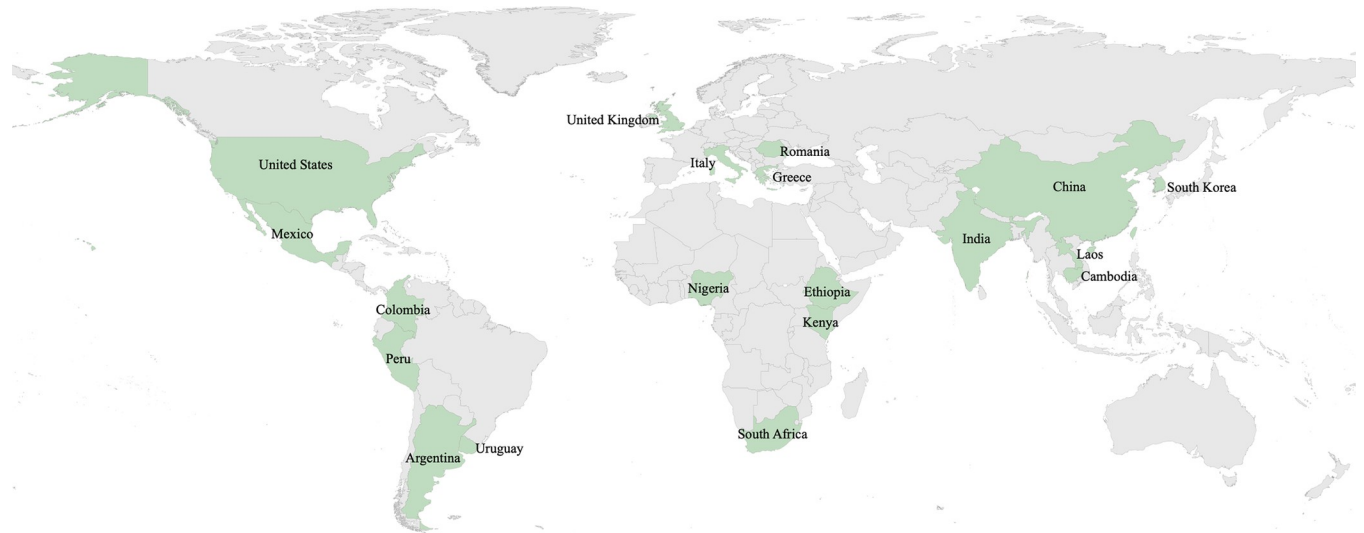 United Kingdom
Romania
Italy
United States
Greece
China
South Korea
Mexico
India
Laos
Cambodia
Nigeria
Ethiopia
Colombia
Kenya
Peru
South Africa
Uruguay
Argentina